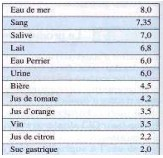 Eau de mer 8,0
Sang 7,35
Salive 7,0
Lait 6,8
Eau Perrier 6,0
Urine 6,0
Bière 4,5
Jus de tomate 4,2
Jus d'orange 3,5
Vin 3,5
Jus de citron 2,2
Suc gastrique 2,0